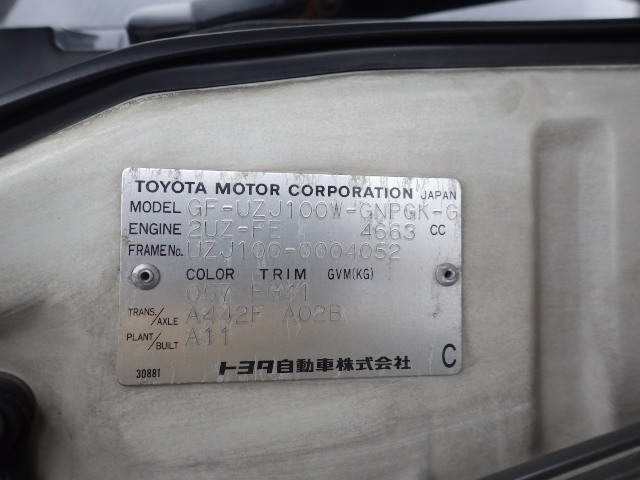 TOYOTA MOTOR CORPORATION JAPAN
MODEL GF-UZJ100W-GNPGK-G
ENGINE 2UZ-FE 4663 CC
FRAME No. UZJ100-0004052
COLOR TRIM GVM(KG)
057
TRANS./AXLE A442F A02B
PLANT/BUILT A11
30881 トヨタ自動車株式会社 C